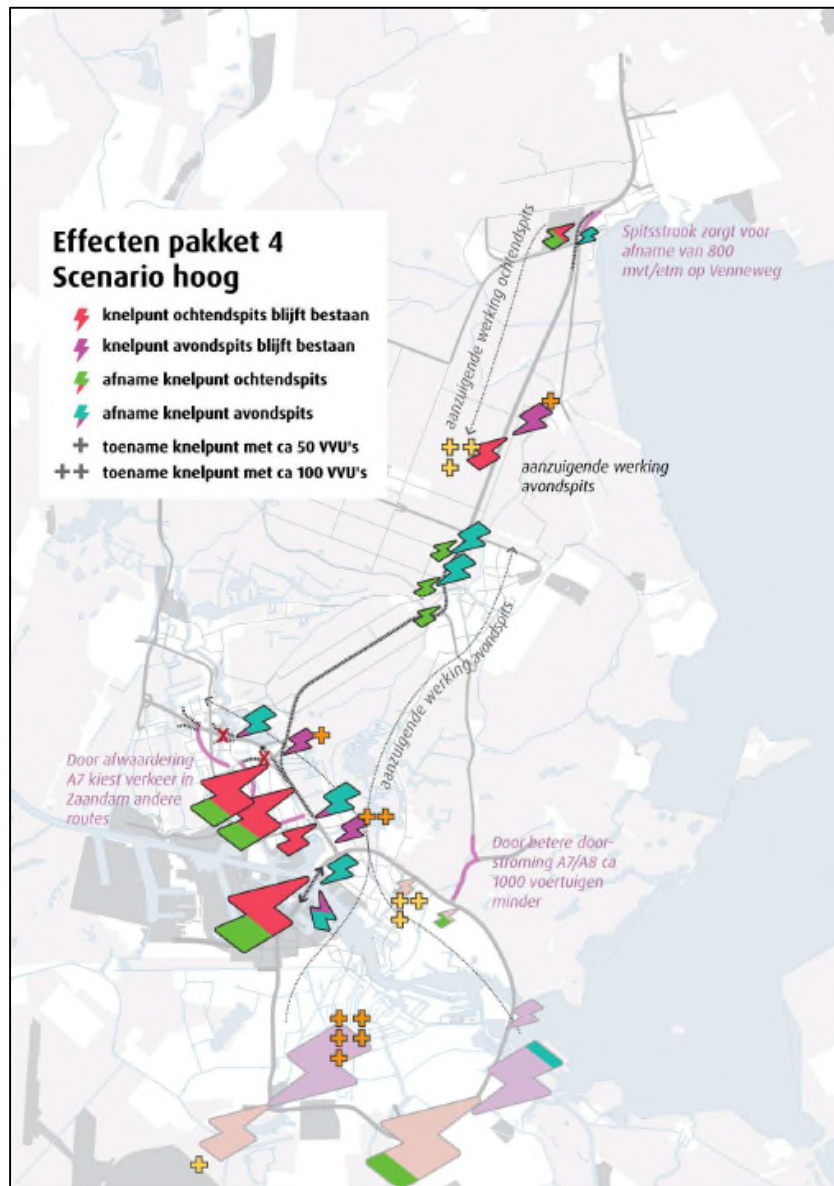 Effecten pakket 4
Scenario hoog
knelpunt ochtendspits blijft bestaan
knelpunt avondspits blijft bestaan
afname knelpunt ochtendspits
afname knelpunt avondspits
toename knelpunt met ca 50 VVU's
toename knelpunt met ca 100 VVU's
Spitsstrook zorgt voor
afname van 800
mvt/etm op Venneweg
aanzuigende werking ochtendspits
aanzuigende werking
avondspits
aanzuigende werking avondspits
Door afwaardering
A7 kiest verkeer in
Zaandam andere
routes
Door betere door-
stroming A7/A8 ca
1000 voertuigen
minder